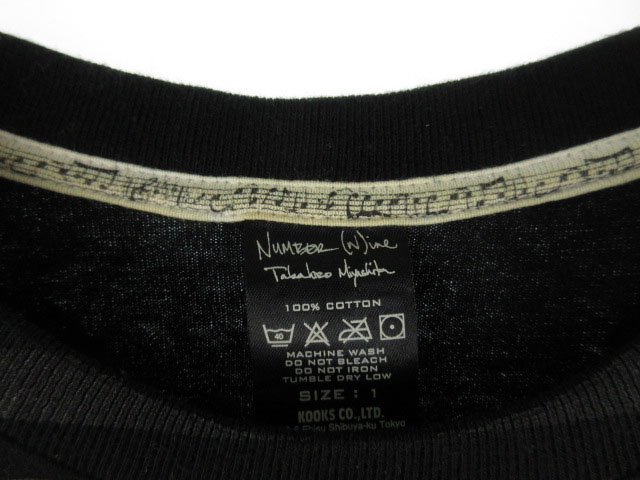 NUMBER (N)ine
Takahiro Miyashita
100% COTTON
40
MACHINE WASH
DO NOT BLEACH
DO NOT IRON
TUMBLE DRY LOW
SIZE : 1
KOOKS CO.,LTD.
Shibuya-ku Tokyo